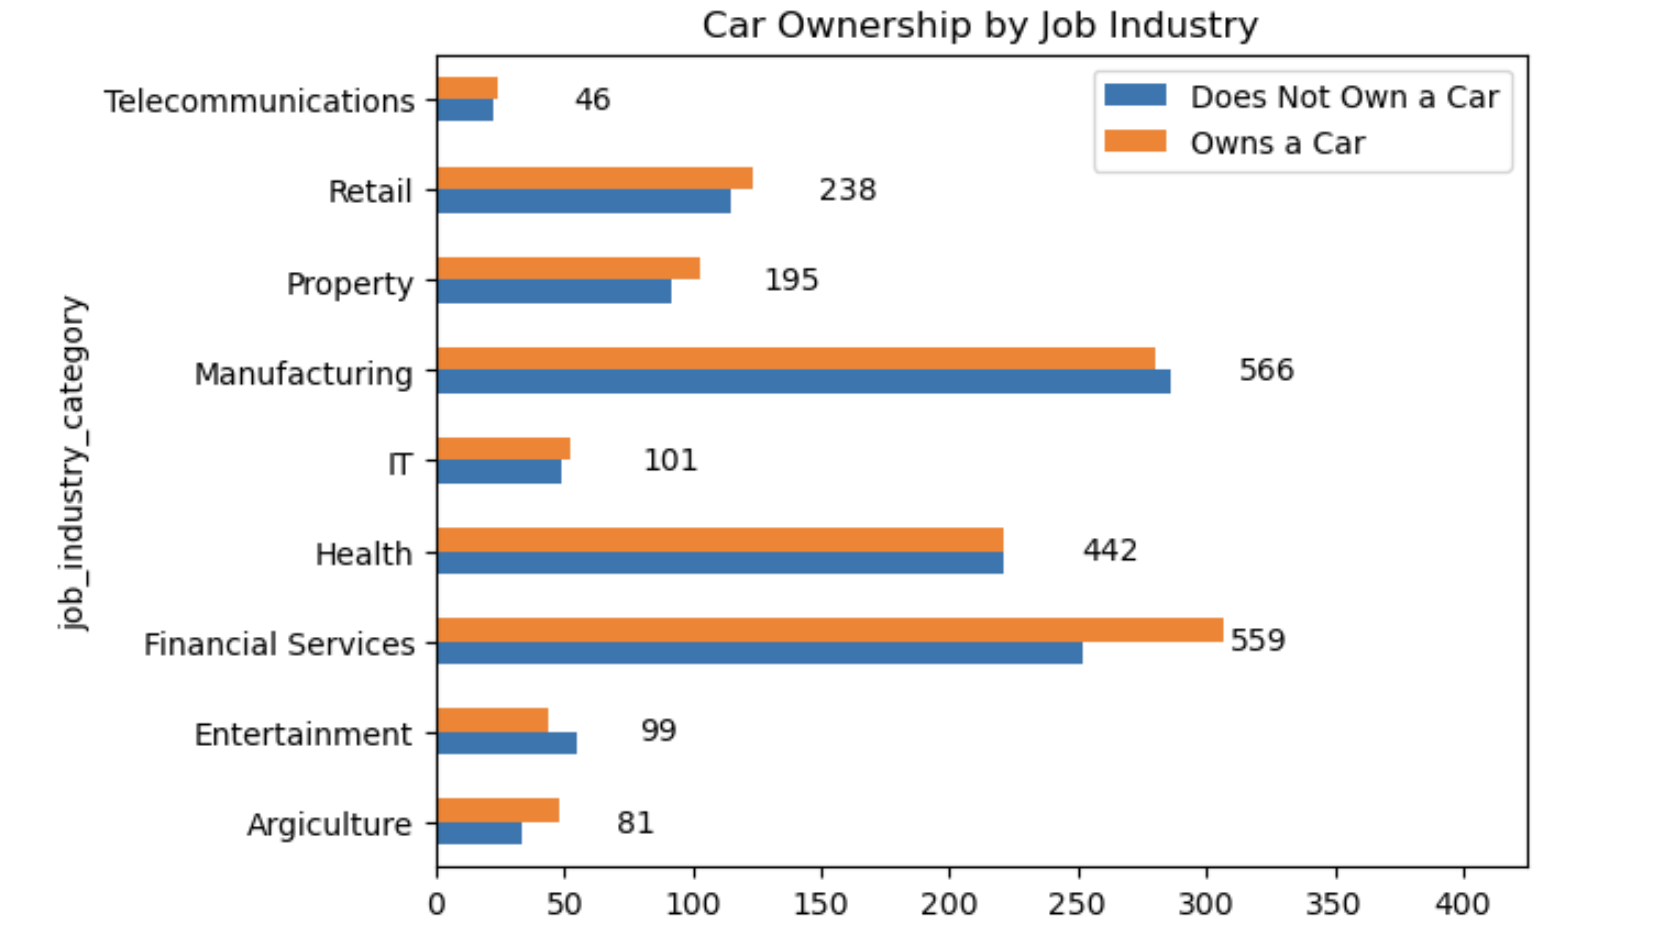 Car Ownership by Job Industry
Does Not Own a Car
Owns a Car
job_industry_category
Telecommunications 46
Retail 238
Property 195
Manufacturing 566
IT 101
Health 442
Financial Services 559
Entertainment 99
Argiculture 81
0 50 100 150 200 250 300 350 400